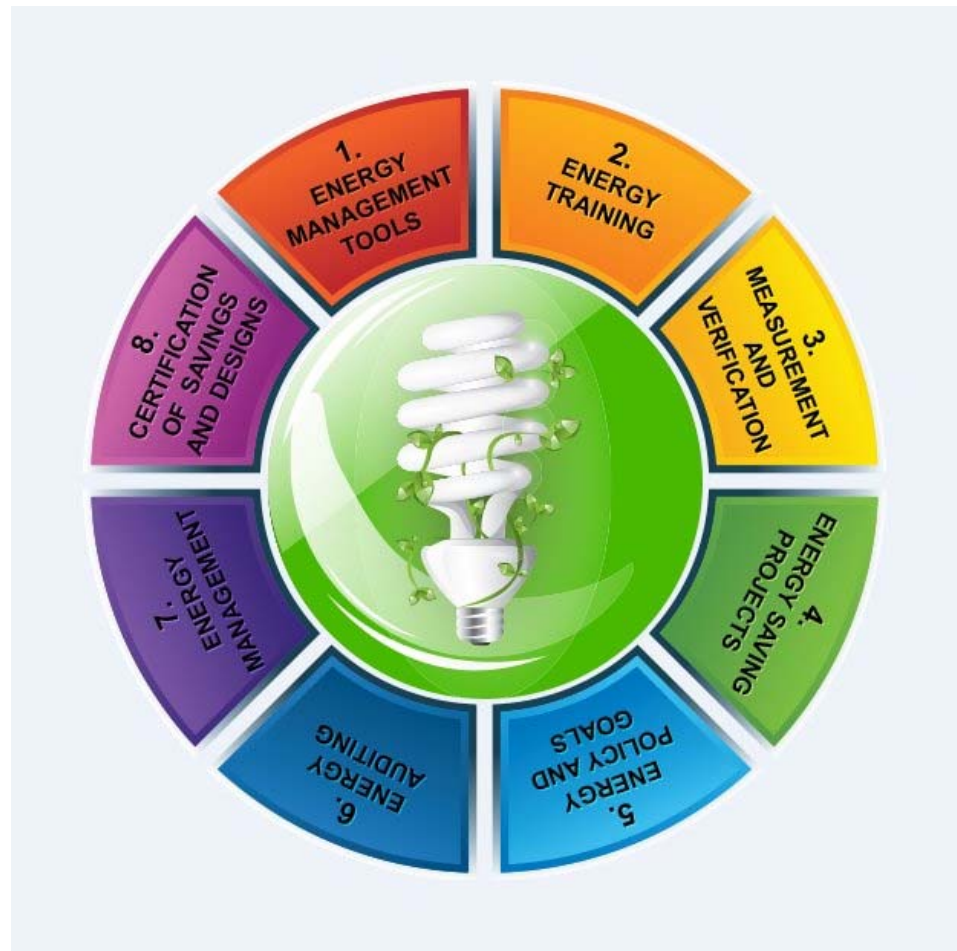 1.
ENERGY
MANAGEMENT
TOOLS
2.
ENERGY
TRAINING
3.
MEASUREMENT
AND
VERIFICATION
4.
ENERGY SAVING
PROJECTS
5.
ENERGY
POLICY AND
GOALS
6.
ENERGY
AUDITING
7.
ENERGY
MANAGEMENT
8.
CERTIFICATION
OF SAVINGS
AND DESIGNS